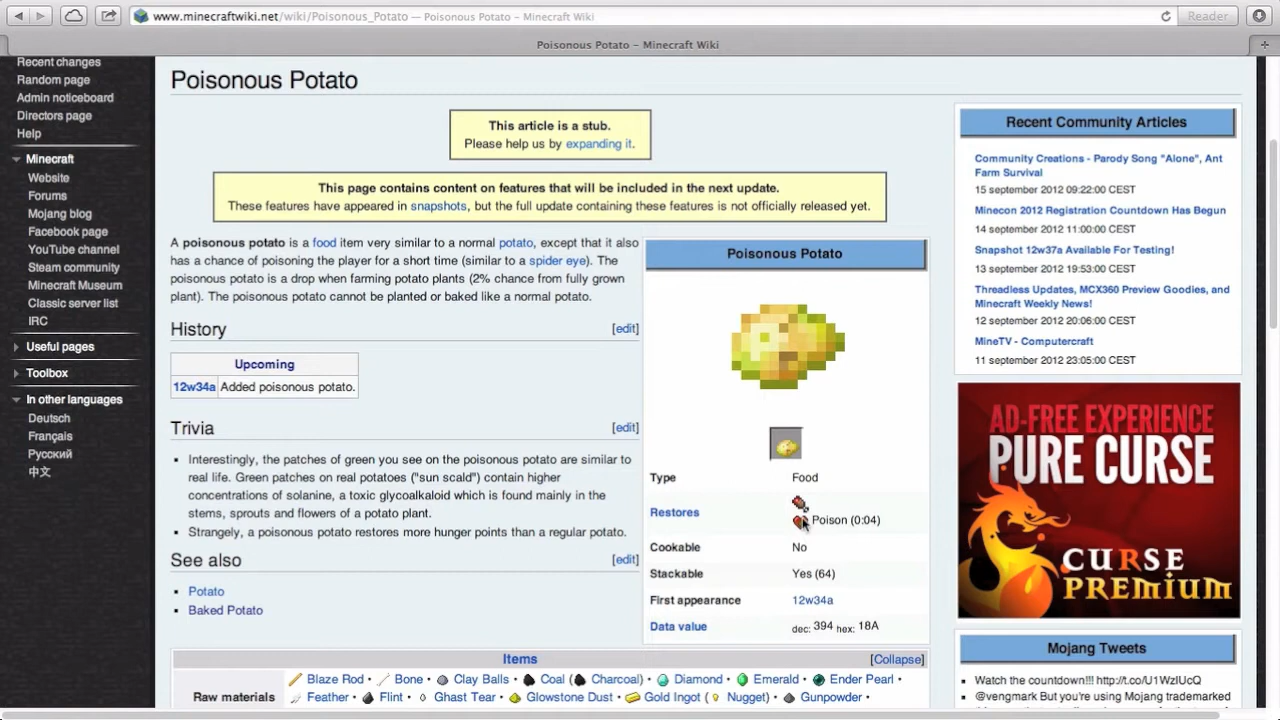 www.minecraftwiki.net/wiki/Poisonous_Potato — Poisonous Potato – Minecraft Wiki
Reader
Poisonous Potato – Minecraft Wiki
Recent changes
Random page
Admin noticeboard
Directors page
Help
Minecraft
Website
Forums
Mojang blog
Facebook page
YouTube channel
Steam community
Minecraft Museum
Classic server list
IRC
Useful pages
Toolbox
In other languages
Deutsch
Français
Русский
中文
Poisonous Potato
This article is a stub.
Please help us by expanding it.
This page contains content on features that will be included in the next update.
These features have appeared in snapshots, but the full update containing these features is not officially released yet.
A poisonous potato is a food item very similar to a normal potato, except that it also
has a chance of poisoning the player for a short time (similar to a spider eye). The
poisonous potato is a drop when farming potato plants (2% chance from fully grown
plant). The poisonous potato cannot be planted or baked like a normal potato.
History [edit]
Upcoming
12w34a Added poisonous potato.
Trivia [edit]
Interestingly, the patches of green you see on the poisonous potato are similar to
real life. Green patches on real potatoes ("sun scald") contain higher
concentrations of solanine, a toxic glycoalkaloid which is found mainly in the
stems, sprouts and flowers of a potato plant.
Strangely, a poisonous potato restores more hunger points than a regular potato.
See also [edit]
Potato
Baked Potato
Poisonous Potato
Type Food
Restores Poison (0:04)
Cookable No
Stackable Yes (64)
First appearance 12w34a
Data value dec: 394 hex: 18A
Items [Collapse]
Raw materials
Blaze Rod • Bone • Clay Balls • Coal (Charcoal) • Diamond • Emerald • Ender Pearl •
Feather • Flint • Ghast Tear • Glowstone Dust • Gold Ingot (Nugget) • Gunpowder •
Recent Community Articles
Community Creations - Parody Song "Alone", Ant
Farm Survival
15 september 2012 09:22:00 CEST
Minecon 2012 Registration Countdown Has Begun
14 september 2012 11:00:00 CEST
Snapshot 12w37a Available For Testing!
13 september 2012 19:53:00 CEST
Threadless Updates, MCX360 Preview Goodies, and
Minecraft Weekly News!
12 september 2012 20:06:00 CEST
MineTV - Computercraft
11 september 2012 23:05:00 CEST
AD-FREE EXPERIENCE
PURE CURSE
CURSE
PREMIUM
Mojang Tweets
Watch the countdown!!! http://t.co/U1WzIUcQ
@vengmark But you're using Mojang trademarked